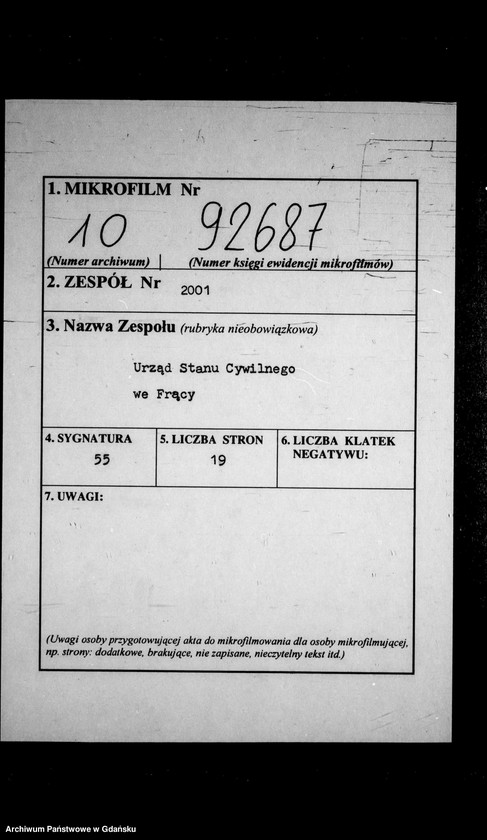 1. MIKROFILM Nr
10 92687
(Numer archiwum) (Numer księgi ewidencji mikrofilmów)
2. ZESPÓŁ Nr 2001
3. Nazwa Zespołu (rubryka nieobowiązkowa)
Urząd Stanu Cywilnego
we Frący
4. SYGNATURA 5. LICZBA STRON 6. LICZBA KLATEK
NEGATYWU:
55 19
7. UWAGI:
(Uwagi osoby przygotowującej akta do mikrofilmowania dla osoby mikrofilmującej,
np. strony: dodatkowe, brakujące, nie zapisane, nieczytelny tekst itd.)
Archiwum Państwowe w Gdańsku